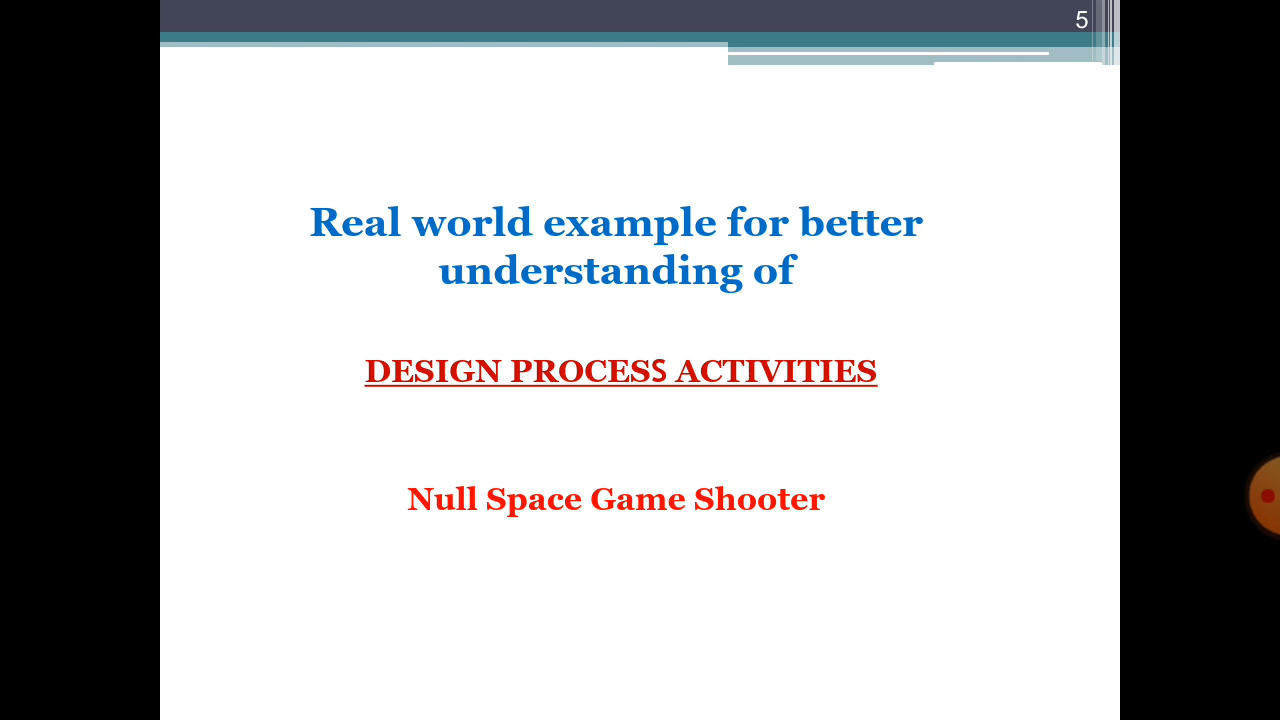 5
Real world example for better
understanding of
DESIGN PROCESS ACTIVITIES
Null Space Game Shooter